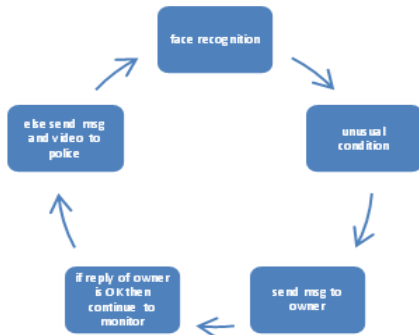 face recognition
unusual
condition
send msg to
owner
if reply of owner
is OK then
continue to
monitor
else send msg
and video to
police